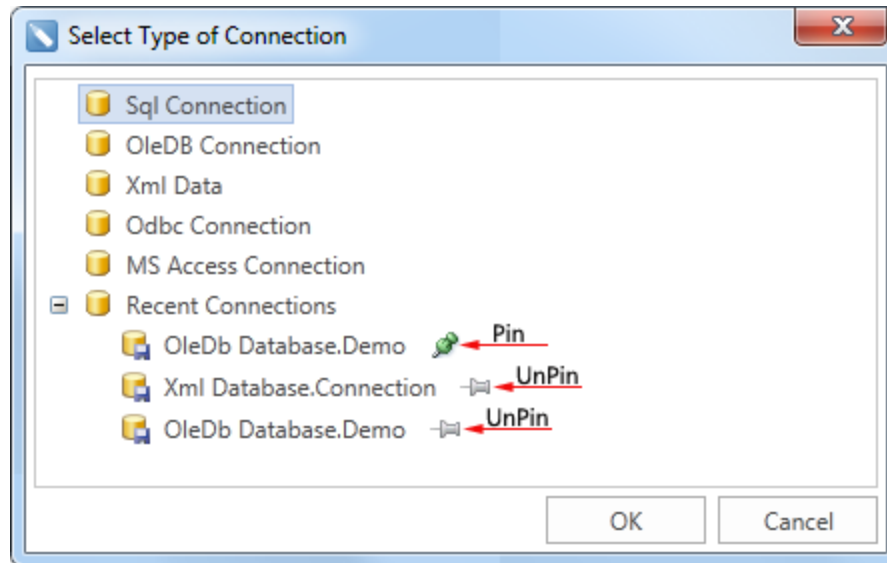 Select Type of Connection
Sql Connection
OleDB Connection
Xml Data
Odbc Connection
MS Access Connection
Recent Connections
OleDb Database.Demo Pin
Xml Database.Connection UnPin
OleDb Database.Demo UnPin
OK Cancel